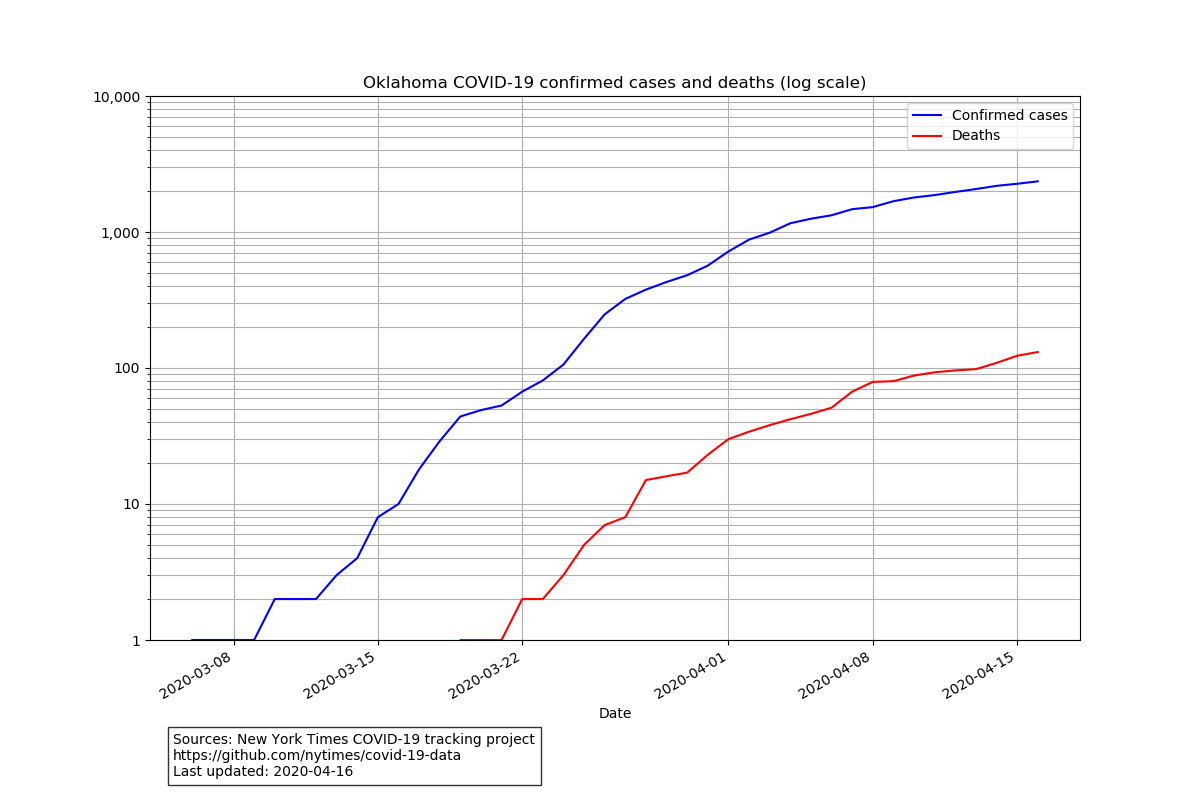 Oklahoma COVID-19 confirmed cases and deaths (log scale)
10,000
1,000
100
10
1
Confirmed cases
Deaths
2020-03-08
2020-03-15
2020-03-22
2020-04-01
2020-04-08
2020-04-15
Date
Sources: New York Times COVID-19 tracking project
https://github.com/nytimes/covid-19-data
Last updated: 2020-04-16